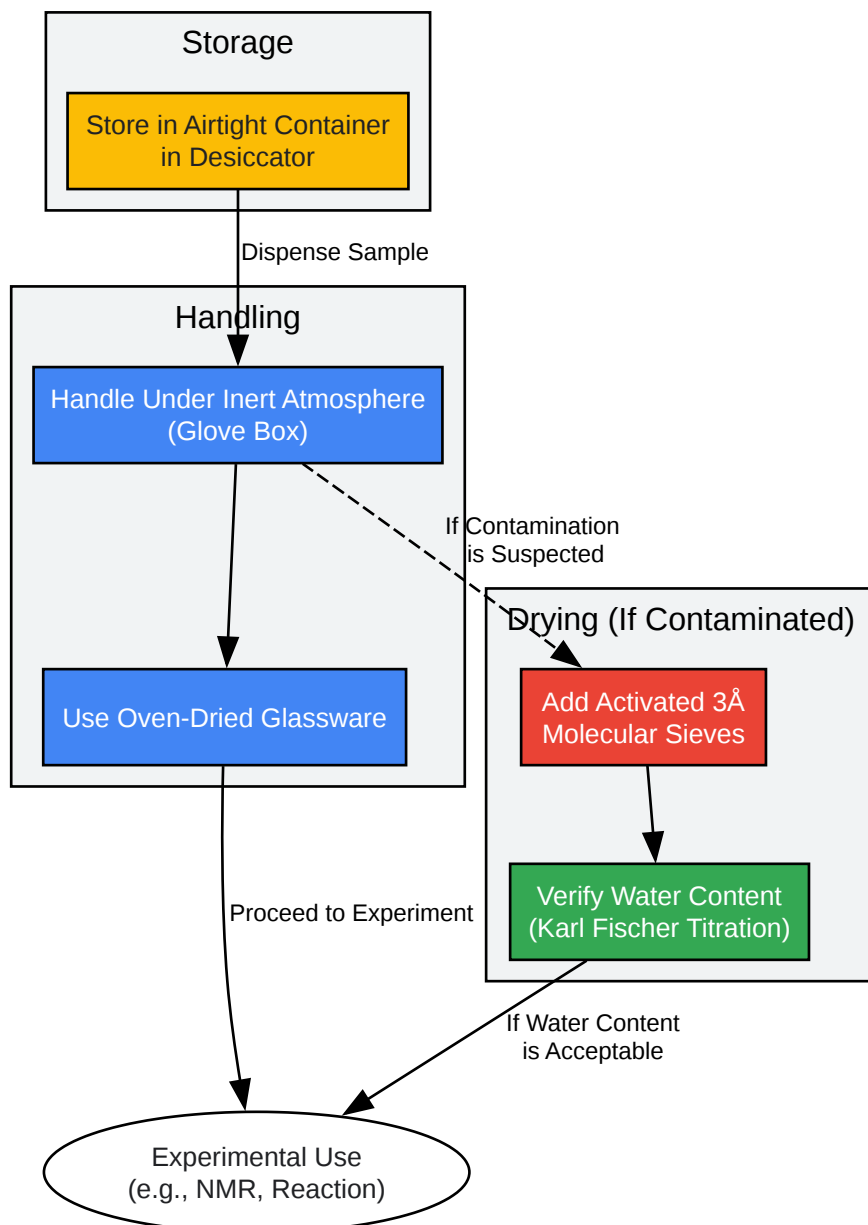 Storage
Store in Airtight Container
in Desiccator
Dispense Sample
Handling
Handle Under Inert Atmosphere
(Glove Box)
If Contamination
is Suspected
Drying (If Contaminated)
Use Oven-Dried Glassware
Add Activated 3Å
Molecular Sieves
Proceed to Experiment
Verify Water Content
(Karl Fischer Titration)
If Water Content
is Acceptable
Experimental Use
(e.g., NMR, Reaction)